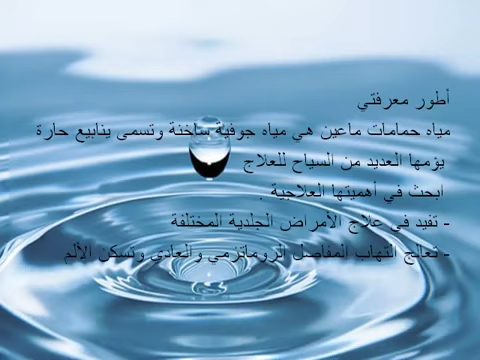 أطور معرفتي
مياه حمامات ماعين هي مياه جوفية ساخنة وتسمى ينابيع حارة
يؤمها العديد من السياح للعلاج
ابحث في أهميتها العلاجية .
- تفيد في علاج الأمراض الجلدية المختلفة
- تعالج التهاب المفاصل الروماتزمي والعادي وتسكن الألم